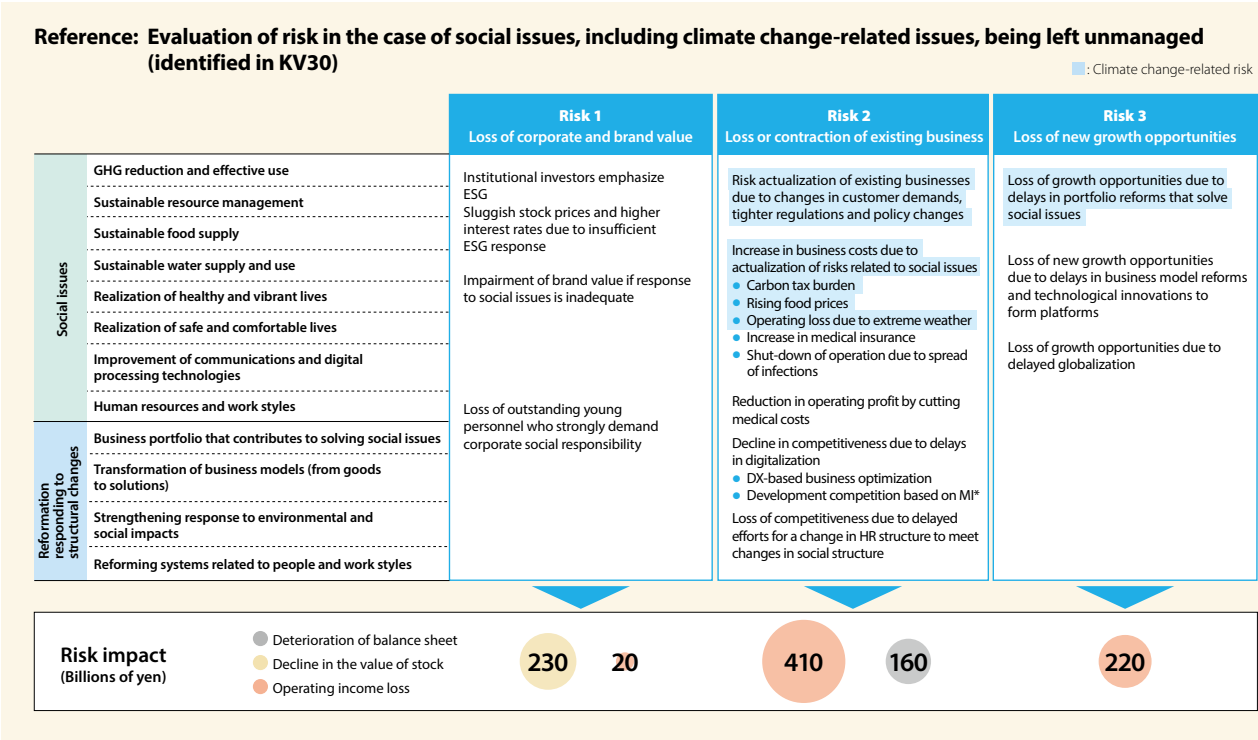 Reference: Evaluation of risk in the case of social issues, including climate change-related issues, being left unmanaged
(identified in KV30)
: Climate change-related risk
Risk 1
Loss of corporate and brand value
Risk 2
Loss or contraction of existing business
Risk 3
Loss of new growth opportunities
Social issues
GHG reduction and effective use
Sustainable resource management
Sustainable food supply
Sustainable water supply and use
Realization of healthy and vibrant lives
Realization of safe and comfortable lives
Improvement of communications and digital
processing technologies
Human resources and work styles
Reformation
responding to
structural changes
Business portfolio that contributes to solving social issues
Transformation of business models (from goods
to solutions)
Strengthening response to environmental and
social impacts
Reforming systems related to people and work styles
Institutional investors emphasize
ESG
Sluggish stock prices and higher
interest rates due to insufficient
ESG response
Impairment of brand value if response
to social issues is inadequate
Loss of outstanding young
personnel who strongly demand
corporate social responsibility
Risk actualization of existing businesses
due to changes in customer demands,
tighter regulations and policy changes
Increase in business costs due to
actualization of risks related to social issues
● Carbon tax burden
● Rising food prices
● Operating loss due to extreme weather
● Increase in medical insurance
● Shut-down of operation due to spread
of infections
Reduction in operating profit by cutting
medical costs
Decline in competitiveness due to delays
in digitalization
● DX-based business optimization
● Development competition based on MI*
Loss of competitiveness due to delayed
efforts for a change in HR structure to meet
changes in social structure
Loss of growth opportunities due to
delays in portfolio reforms that solve
social issues
Loss of new growth opportunities
due to delays in business model reforms
and technological innovations to
form platforms
Loss of growth opportunities due to
delayed globalization
Risk impact
(Billions of yen)
Deterioration of balance sheet
Decline in the value of stock
Operating income loss
230
20
410
160
220